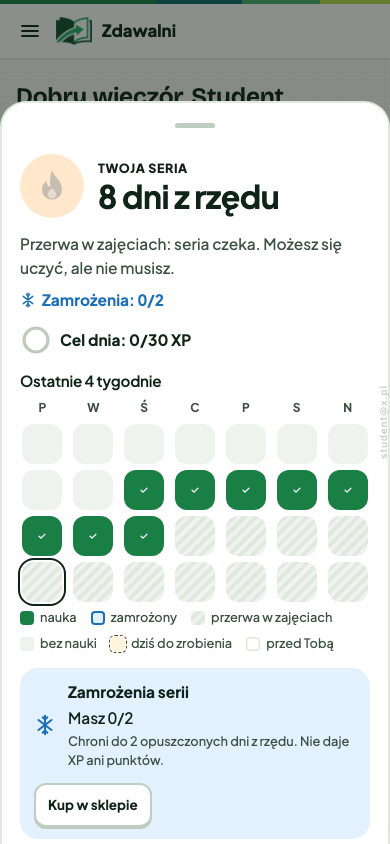 Zdawalni
Dobry wieczór, Student
TWOJA SERIA
8 dni z rzędu
Przerwa w zajęciach: seria czeka. Możesz się
uczyć, ale nie musisz.
Zamrożenia: 0/2
Cel dnia: 0/30 XP
Ostatnie 4 tygodnie
P W Ś C P S N
student@x.pl
nauka zamrożony przerwa w zajęciach
bez nauki dziś do zrobienia przed Tobą
Zamrożenia serii
Masz 0/2
Chroni do 2 opuszczonych dni z rzędu. Nie daje
XP ani punktów.
Kup w sklepie